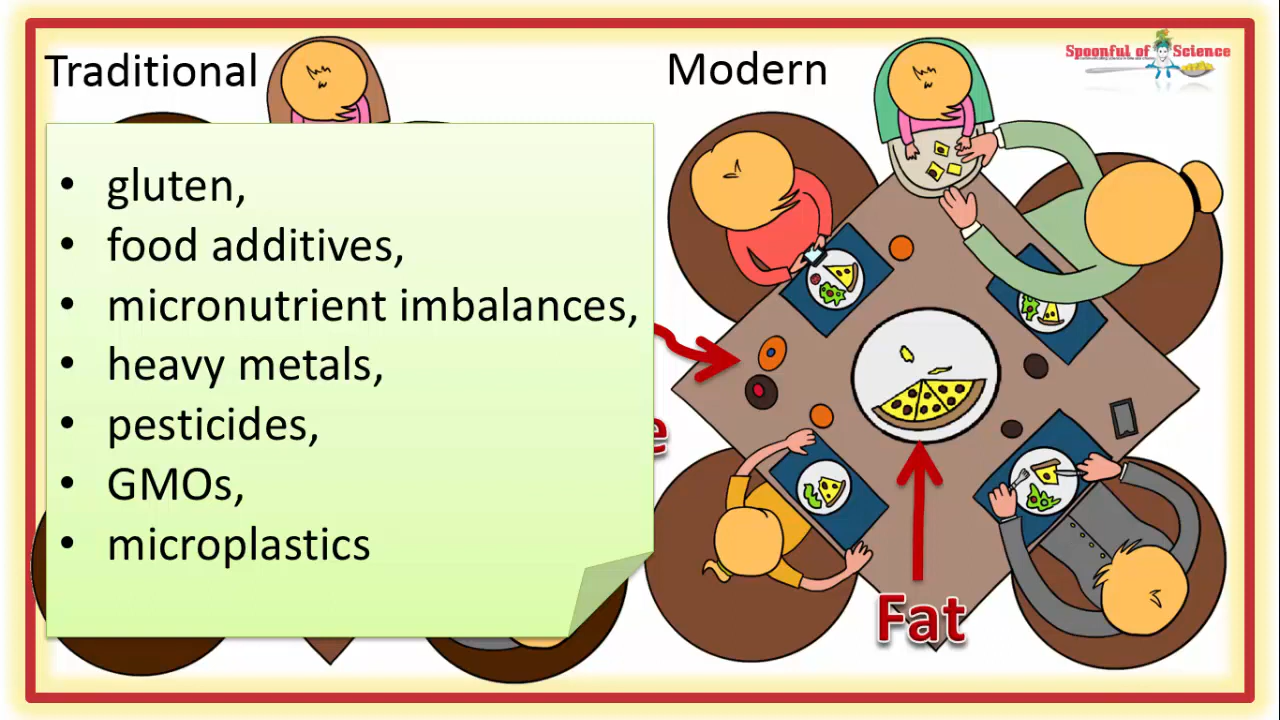 Traditional
Modern
Spoonful of Science
• gluten,
• food additives,
• micronutrient imbalances,
• heavy metals,
• pesticides,
• GMOs,
• microplastics
Fat